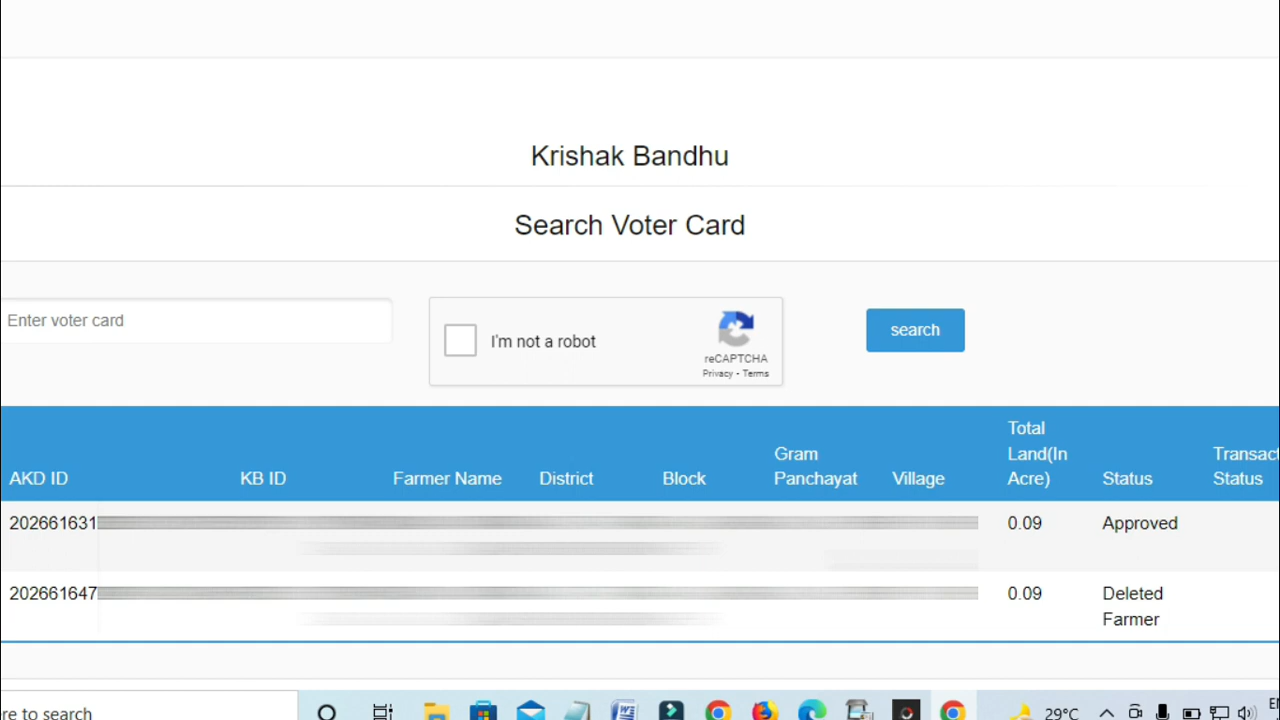 Krishak Bandhu
Search Voter Card
Enter voter card
I'm not a robot
reCAPTCHA
Privacy - Terms
search
AKD ID KB ID Farmer Name District Block Gram Panchayat Village Total Land(In Acre) Status Transact Status
202661631 0.09 Approved
202661647 0.09 Deleted Farmer
re to search 29°C